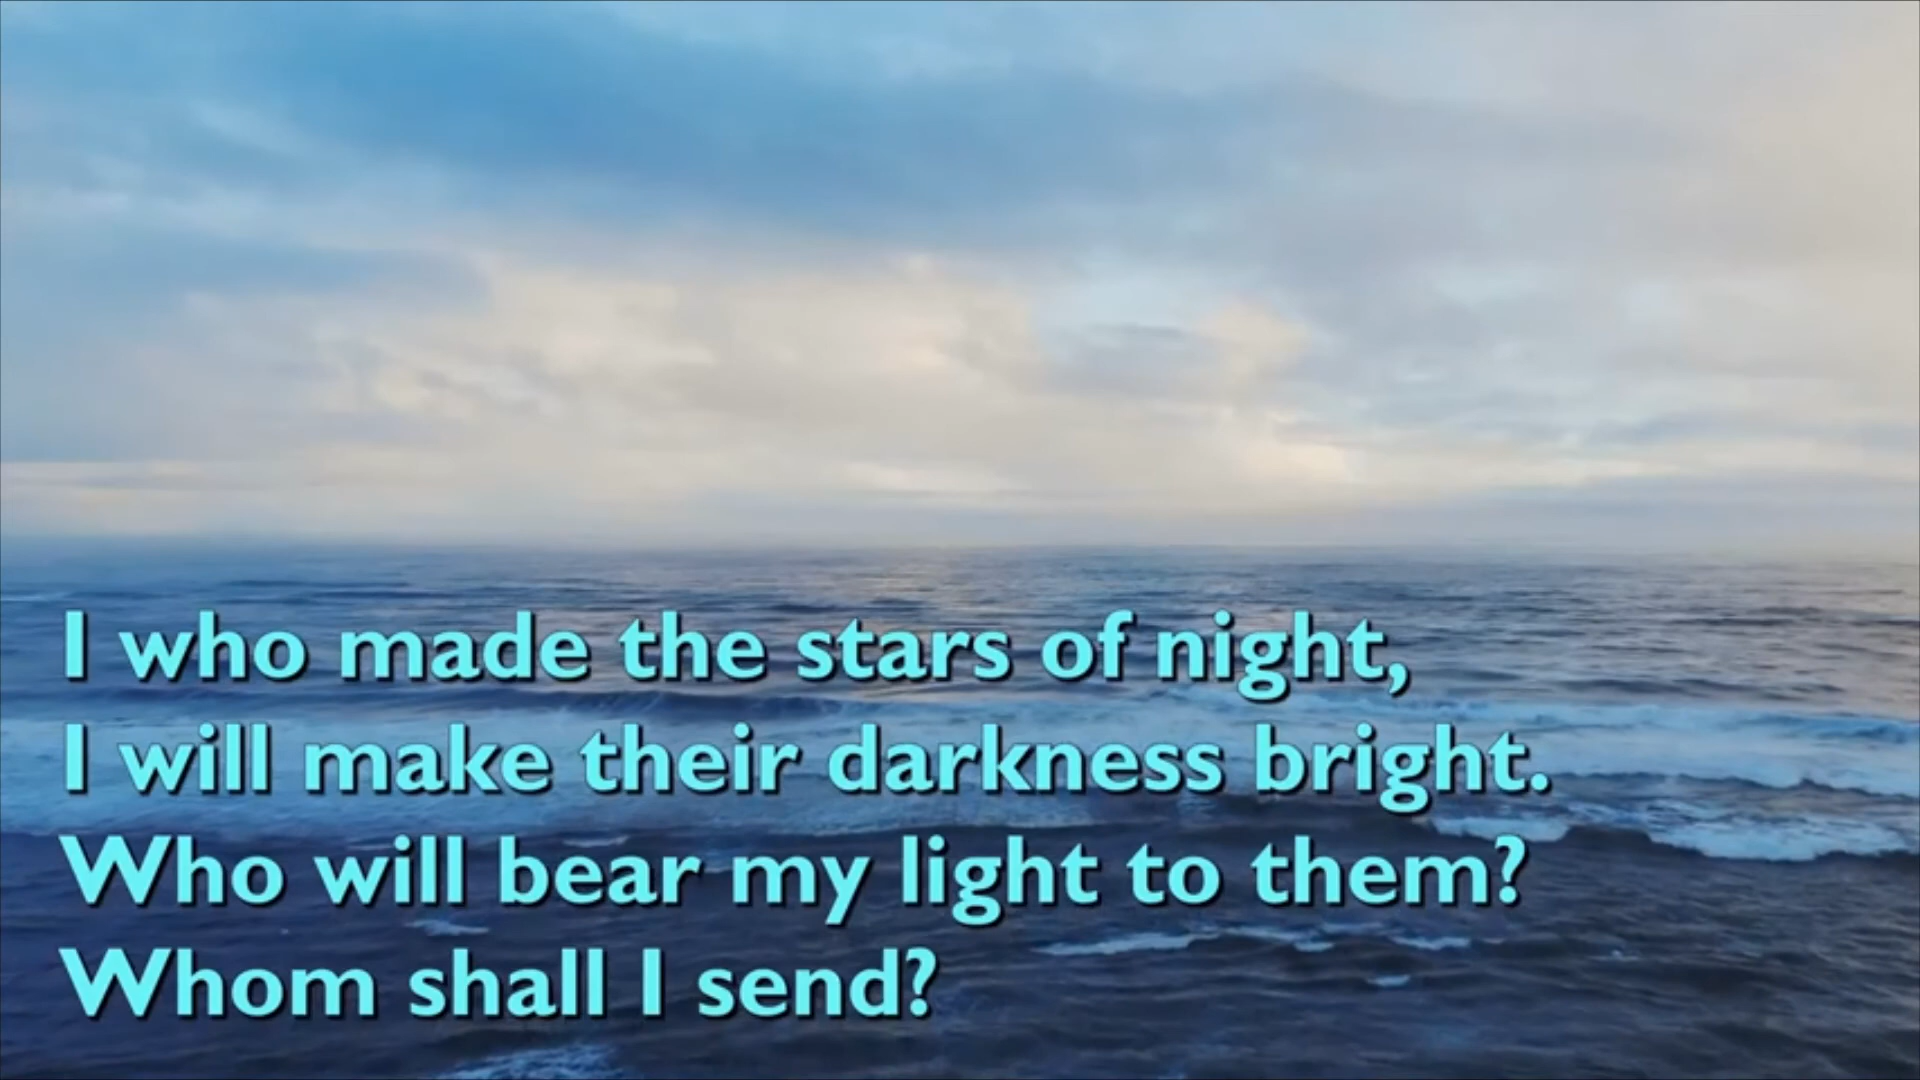 I who made the stars of night,
I will make their darkness bright.
Who will bear my light to them?
Whom shall I send?